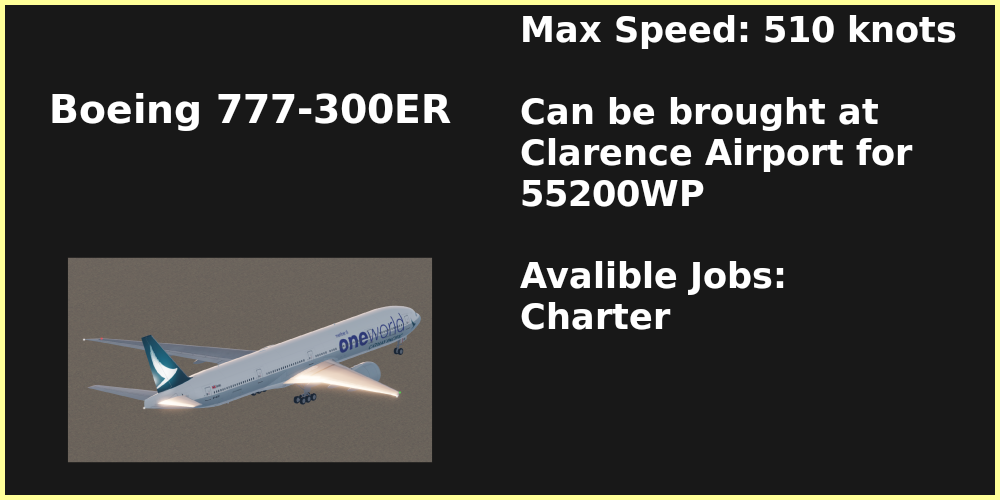 Max Speed: 510 knots
Boeing 777-300ER
Can be brought at
Clarence Airport for
55200WP
Avalible Jobs:
Charter
oneworld